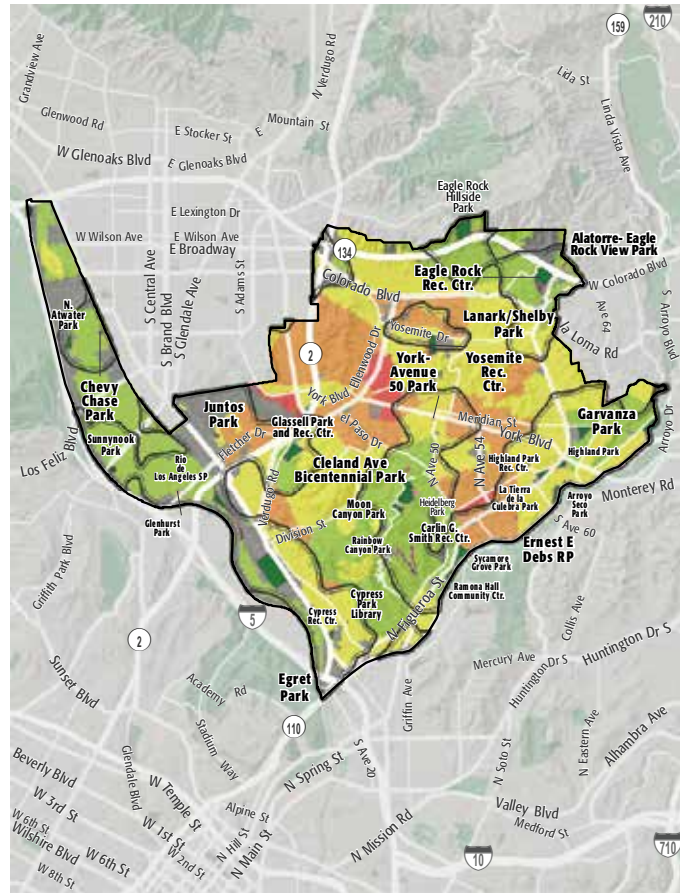 159
210
Grandview Ave
N Verdugo Rd
Lida St
Linda Vista Ave
Glenwood Rd
E Stocker St
E Mountain St
W Glenoaks Blvd
E Glenoaks Blvd
Eagle Rock
Hillside
Park
E Lexington Dr
W Wilson Ave
E Wilson Ave
E Broadway
134
Alatorre- Eagle
Rock View Park
Eagle Rock
Rec. Ctr.
W Colorado Blvd
Colorado Blvd
S Central Ave
S Brand Blvd
S Glendale Ave
S Adams St
N.
Atwater
Park
Ave 64
S Arroyo Blvd
Lanark/Shelby
Park
la Loma Rd
Yosemite Dr
Ellenwood Dr
2
York-
Avenue
50 Park
Yosemite
Rec.
Ctr.
Chevy
Chase
Park
York Blvd
Juntos
Park
Glassell Park
and Rec. Ctr.
el Paso Dr
Meridian St
York Blvd
Garvanza
Park
Arroyo Dr
Sunnynook
Park
Fletcher Dr
Los Feliz Blvd
Rio
de
Los Angeles SP
Cleland Ave
Bicentennial Park
N Ave 50
N Ave 54
Highland Park
Rec. Ctr.
Highland Park
Verdugo Rd
Monterey Rd
La Tierra
de la
Culebra Park
Arroyo
Seco
Park
Moon
Canyon Park
Heidelberg
Park
Glenhurst
Park
Division St
S Ave 60
Carlin G.
Smith Rec. Ctr.
Rainbow
Canyon Park
Ernest E
Debs RP
Sycamore
Grove Park
Griffith Park Blvd
Ramona Hall
Community Ctr.
Cypress
Park
Library
Cypress
Rec. Ctr.
N Figueroa St
5
2
Collis Ave
Huntington Dr S
Mercury Ave
Huntington Dr S
Sunset Blvd
Academy Rd
Egret
Park
Griffin Ave
110
Stadium Way
N Soto St
N Eastern Ave
Alhambra Ave
S Ave 20
Beverly Blvd
Glendale Blvd
N Spring St
W 3rd St
W Temple St
Alpine St
Valley Blvd
Medford St
W 6th St
Wilshire Blvd
W 1st St
N Hill St
N Main St
N Mission Rd
W 6th St
W 2nd St
W 8th St
10
710